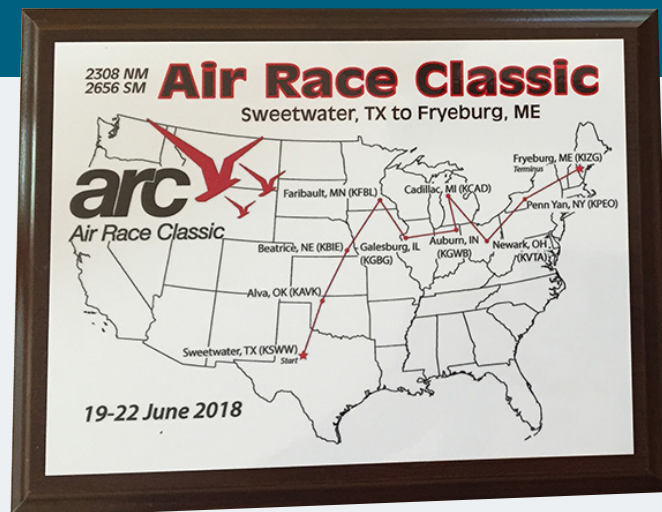 2308 NM
2656 SM
Air Race Classic
Sweetwater, TX to Fryeburg, ME
arc
Air Race Classic
Fryeburg, ME (KIZG)
Terminus
Faribault, MN (KFBL)
Cadillac, MI (KCAD)
Penn Yan, NY (KPEO)
Beatrice, NE (KBIE)
Galesburg, IL
(KGBG)
Auburn, IN
(KGWB)
Newark, OH
(KVTA)
Alva, OK (KAVK)
Sweetwater, TX (KSWW)
Start
19-22 June 2018